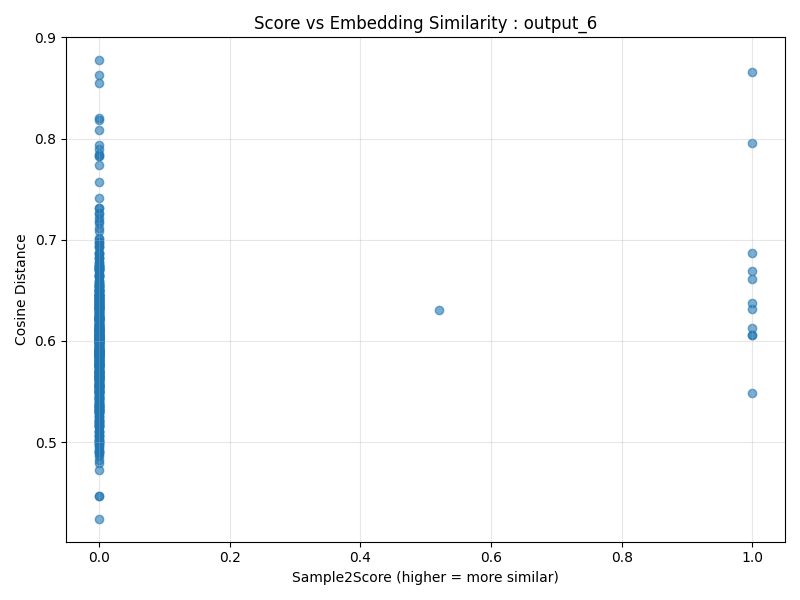 Score vs Embedding Similarity : output_6
Cosine Distance
0.9
0.8
0.7
0.6
0.5
0.0 0.2 0.4 0.6 0.8 1.0
Sample2Score (higher = more similar)